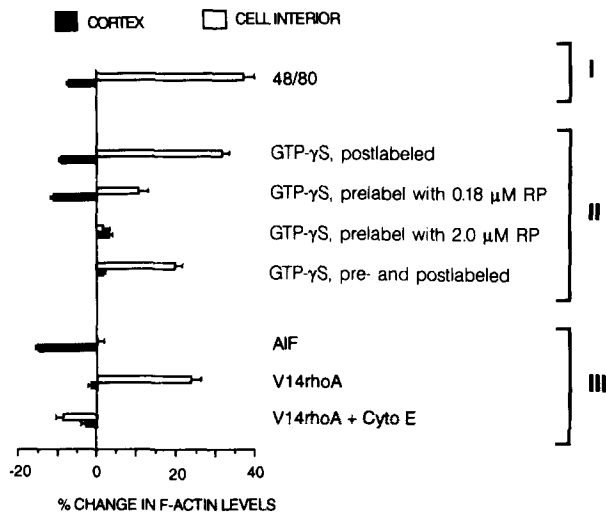 CORTEX
CELL INTERIOR
48/80
I
GTP-γS, postlabeled
GTP-γS, prelabel with 0.18 μM RP
II
GTP-γS, prelabel with 2.0 μM RP
GTP-γS, pre- and postlabeled
AlF
V14rhoA
III
V14rhoA + Cyto E
-20 0 20 40
% CHANGE IN F-ACTIN LEVELS